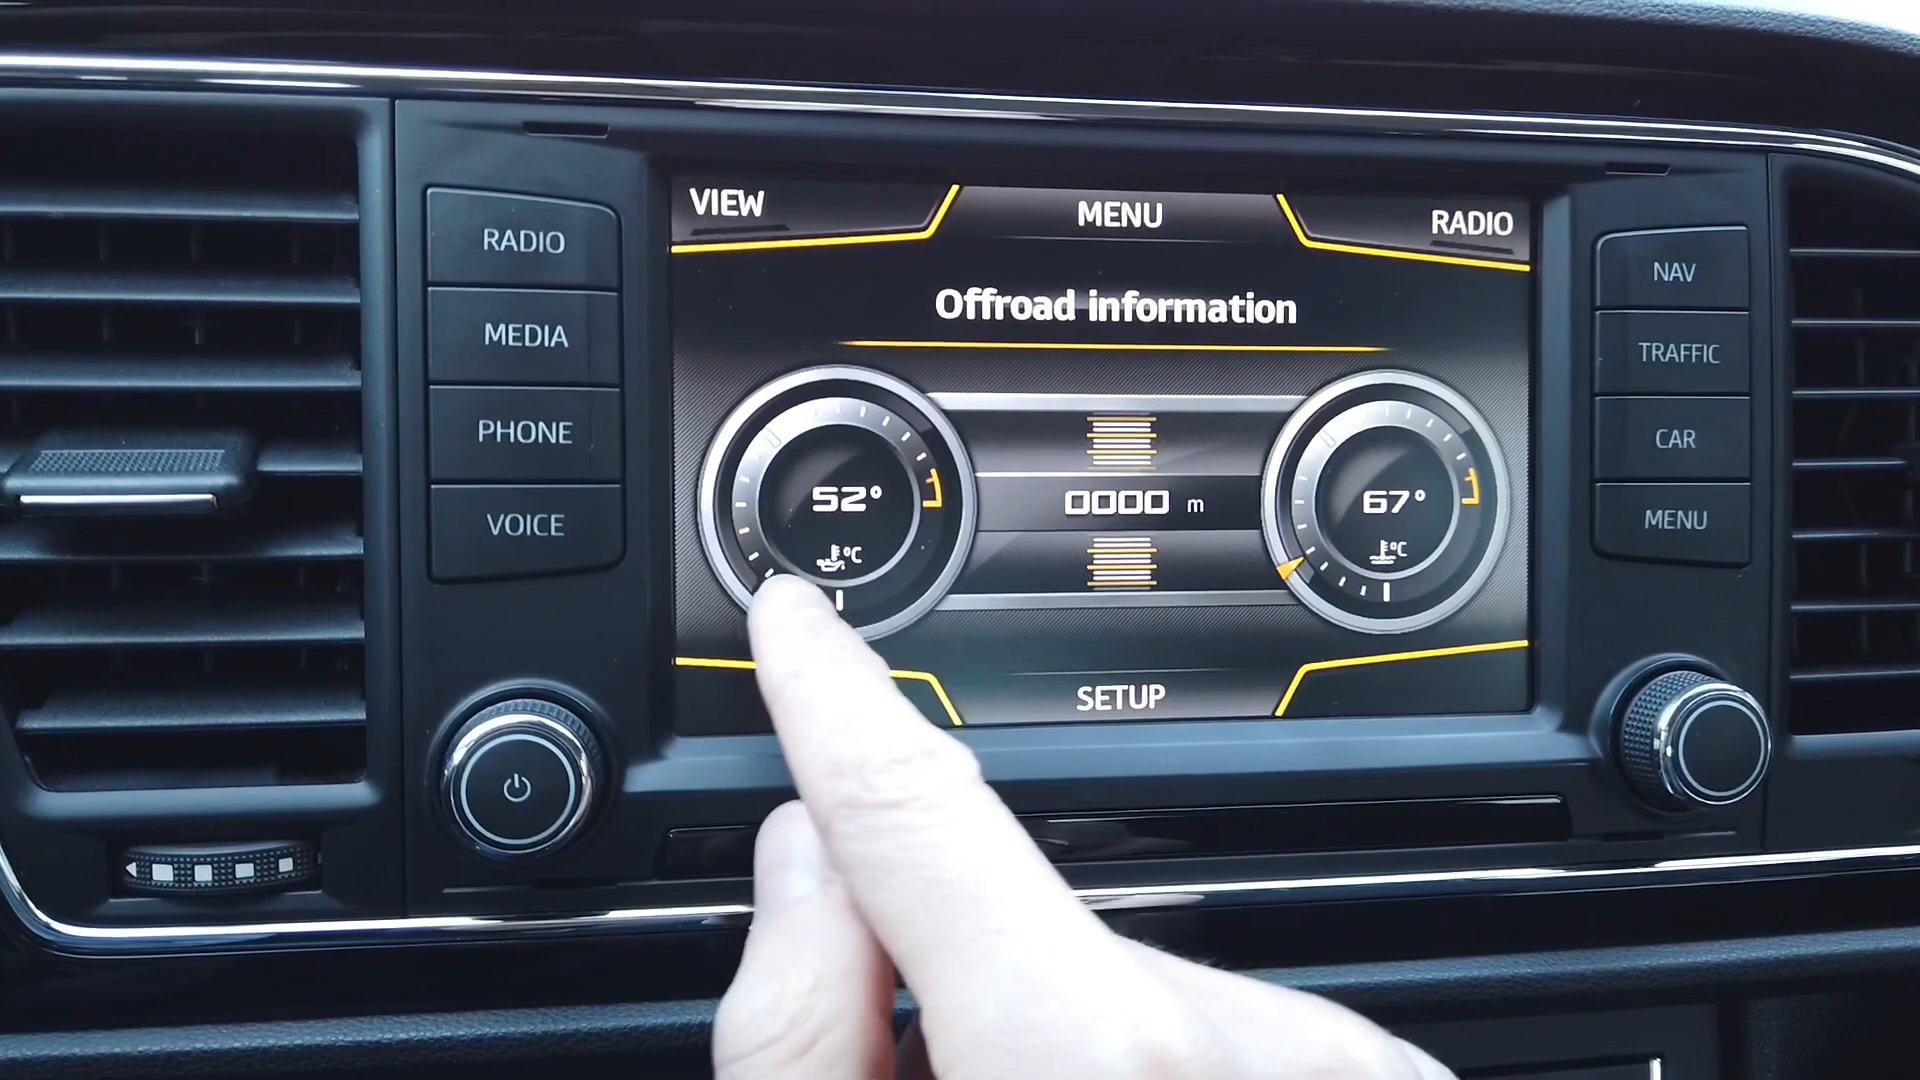 RADIO
MEDIA
PHONE
VOICE
VIEW
MENU
RADIO
Offroad information
52°
°C
0000 m
67°
°C
SETUP
NAV
TRAFFIC
CAR
MENU